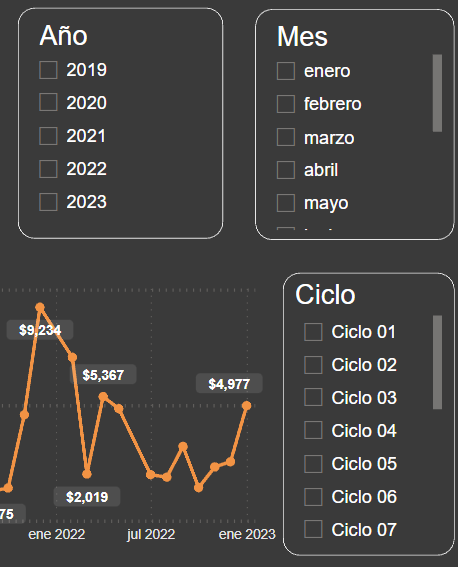 Año
2019
2020
2021
2022
2023
Mes
enero
febrero
marzo
abril
mayo
$9,234
$5,367
$4,977
$2,019
75
ene 2022
jul 2022
ene 2023
Ciclo
Ciclo 01
Ciclo 02
Ciclo 03
Ciclo 04
Ciclo 05
Ciclo 06
Ciclo 07